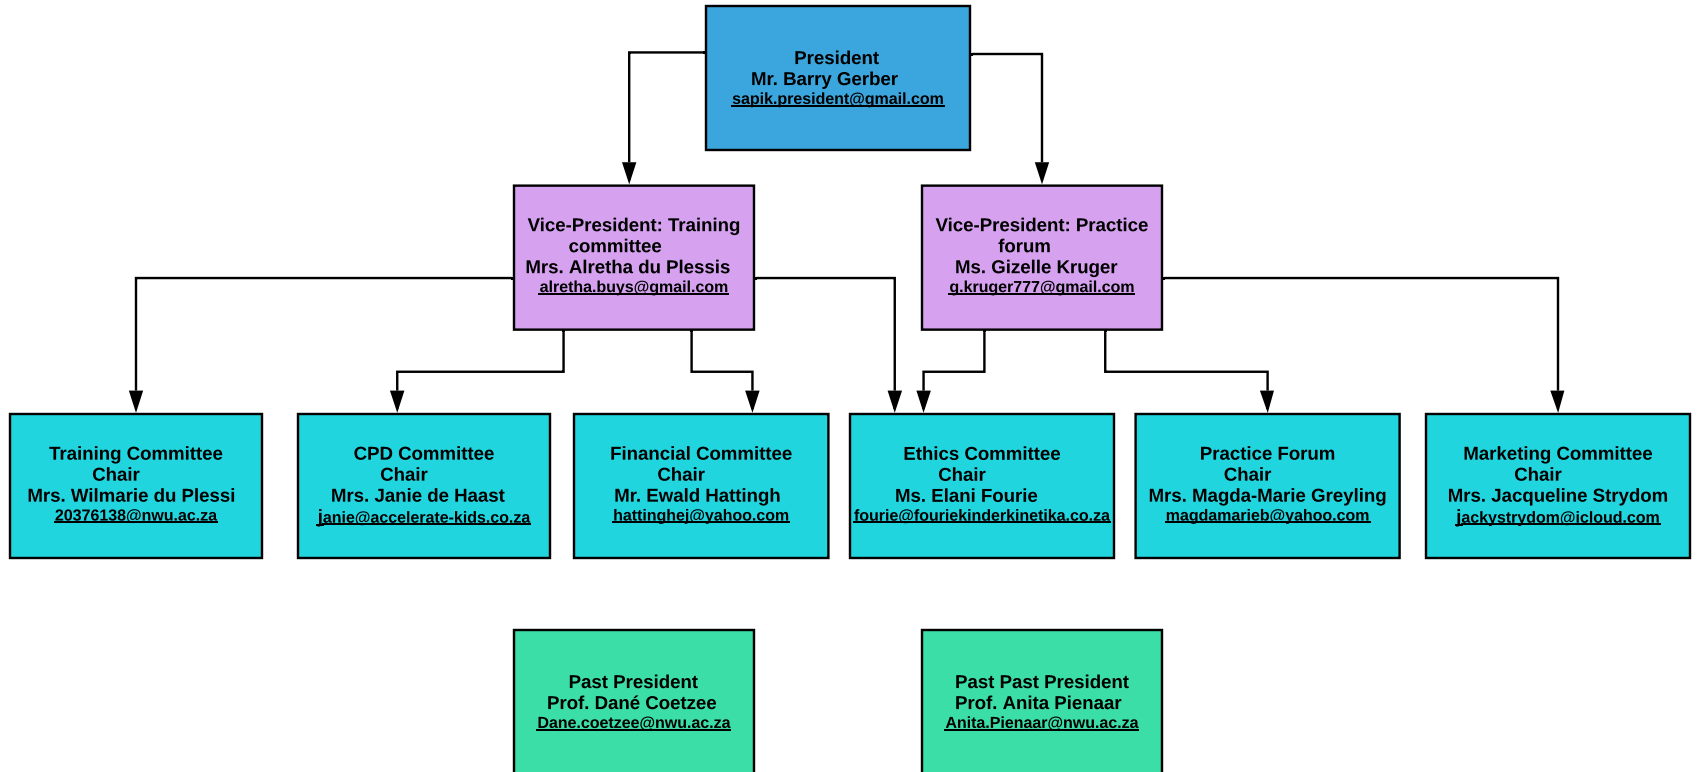 President
Mr. Barry Gerber
sapik.president@gmail.com
Vice-President: Training
committee
Mrs. Alretha du Plessis
alretha.buys@gmail.com
Vice-President: Practice
forum
Ms. Gizelle Kruger
g.kruger777@gmail.com
Training Committee
Chair
Mrs. Wilmarie du Plessi
20376138@nwu.ac.za
CPD Committee
Chair
Mrs. Janie de Haast
janie@accelerate-kids.co.za
Financial Committee
Chair
Mr. Ewald Hattingh
hattinghej@yahoo.com
Ethics Committee
Chair
Ms. Elani Fourie
fourie@fouriekinderkinetika.co.za
Practice Forum
Chair
Mrs. Magda-Marie Greyling
magdamarieb@yahoo.com
Marketing Committee
Chair
Mrs. Jacqueline Strydom
jackystrydom@icloud.com
Past President
Prof. Dané Coetzee
Dane.coetzee@nwu.ac.za
Past Past President
Prof. Anita Pienaar
Anita.Pienaar@nwu.ac.za